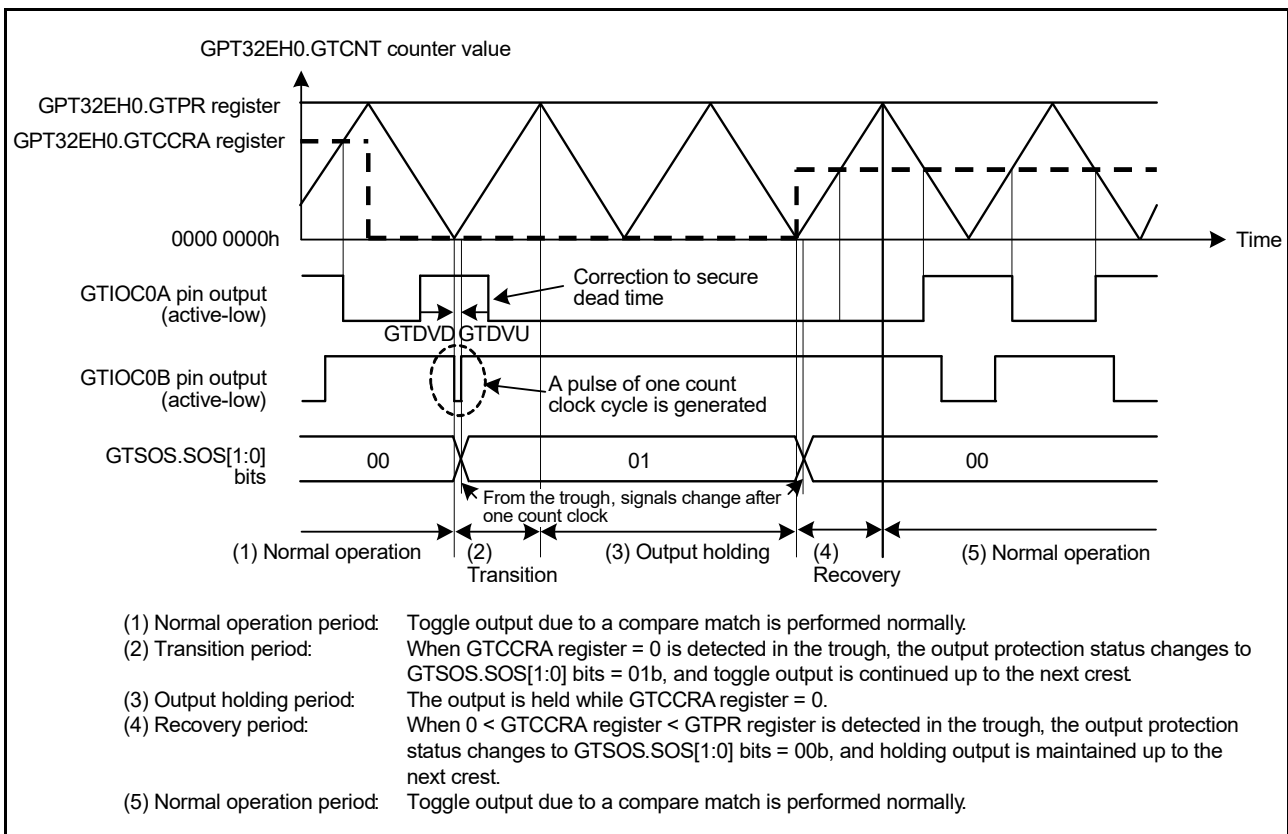 GPT32EH0.GTCNT counter value
GPT32EH0.GTPR register
GPT32EH0.GTCCRA register
0000 0000h
Time
GTIOC0A pin output
(active-low)
Correction to secure
dead time
GTDVD GTDVU
GTIOC0B pin output
(active-low)
A pulse of one count
clock cycle is generated
GTSOS.SOS[1:0]
bits
00
01
00
From the trough, signals change after
one count clock
(1) Normal operation
(2)
Transition
(3) Output holding
(4)
Recovery
(5) Normal operation
(1) Normal operation period: Toggle output due to a compare match is performed normally.
(2) Transition period: When GTCCRA register = 0 is detected in the trough, the output protection status changes to
GTSOS.SOS[1:0] bits = 01b, and toggle output is continued up to the next crest.
(3) Output holding period: The output is held while GTCCRA register = 0.
(4) Recovery period: When 0 < GTCCRA register < GTPR register is detected in the trough, the output protection
status changes to GTSOS.SOS[1:0] bits = 00b, and holding output is maintained up to the
next crest.
(5) Normal operation period: Toggle output due to a compare match is performed normally.